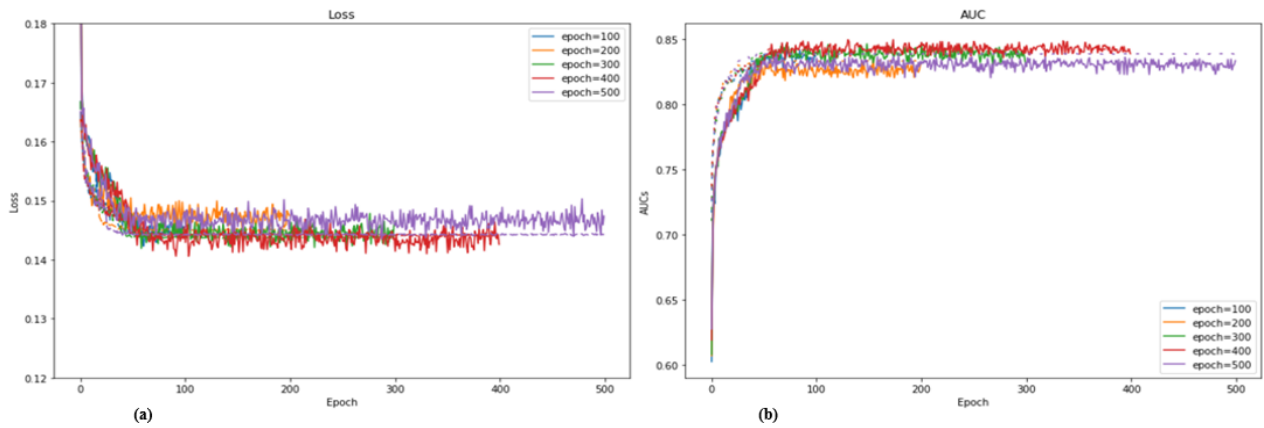 Loss
0.18
0.17
0.16
0.15
0.14
0.13
0.12
Loss
0
100
200
300
400
500
Epoch
epoch=100
epoch=200
epoch=300
epoch=400
epoch=500
(a)
AUC
0.85
0.80
0.75
0.70
0.65
0.60
AUCs
0
100
200
300
400
500
Epoch
epoch=100
epoch=200
epoch=300
epoch=400
epoch=500
(b)